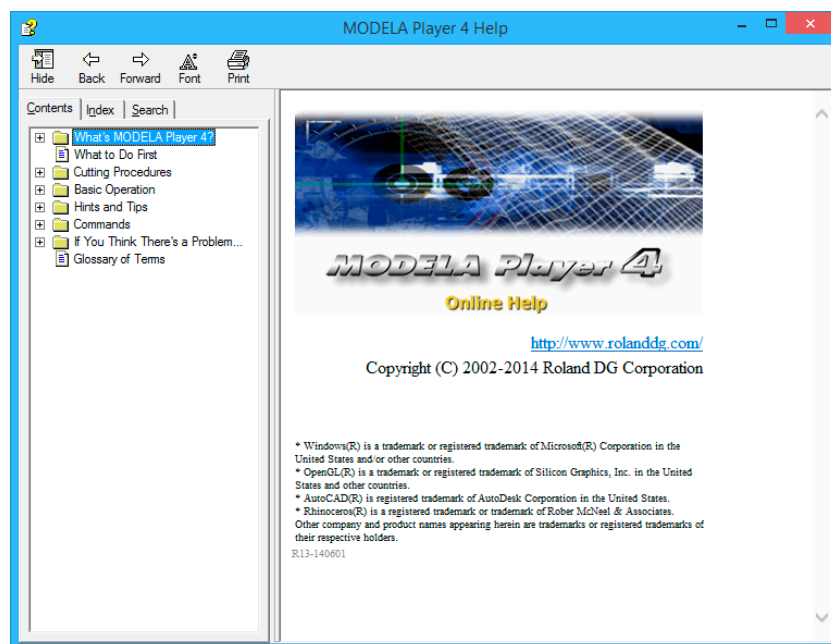 MODELA Player 4 Help
Hide Back Forward Font Print
Contents Index Search
What's MODELA Player 4?
What to Do First
Cutting Procedures
Basic Operation
Hints and Tips
Commands
If You Think There's a Problem...
Glossary of Terms
MODELA Player 4
Online Help
http://www.rolanddg.com/
Copyright (C) 2002-2014 Roland DG Corporation
* Windows(R) is a trademark or registered trademark of Microsoft(R) Corporation in the
United States and/or other countries.
* OpenGL(R) is a trademark or registered trademark of Silicon Graphics, Inc. in the United
States and other countries.
* AutoCAD(R) is registered trademark of AutoDesk Corporation in the United States.
* Rhinoceros(R) is a registered trademark or trademark of Rober McNeel & Associates.
Other company and product names appearing herein are trademarks or registered trademarks of
their respective holders.
R13-140601